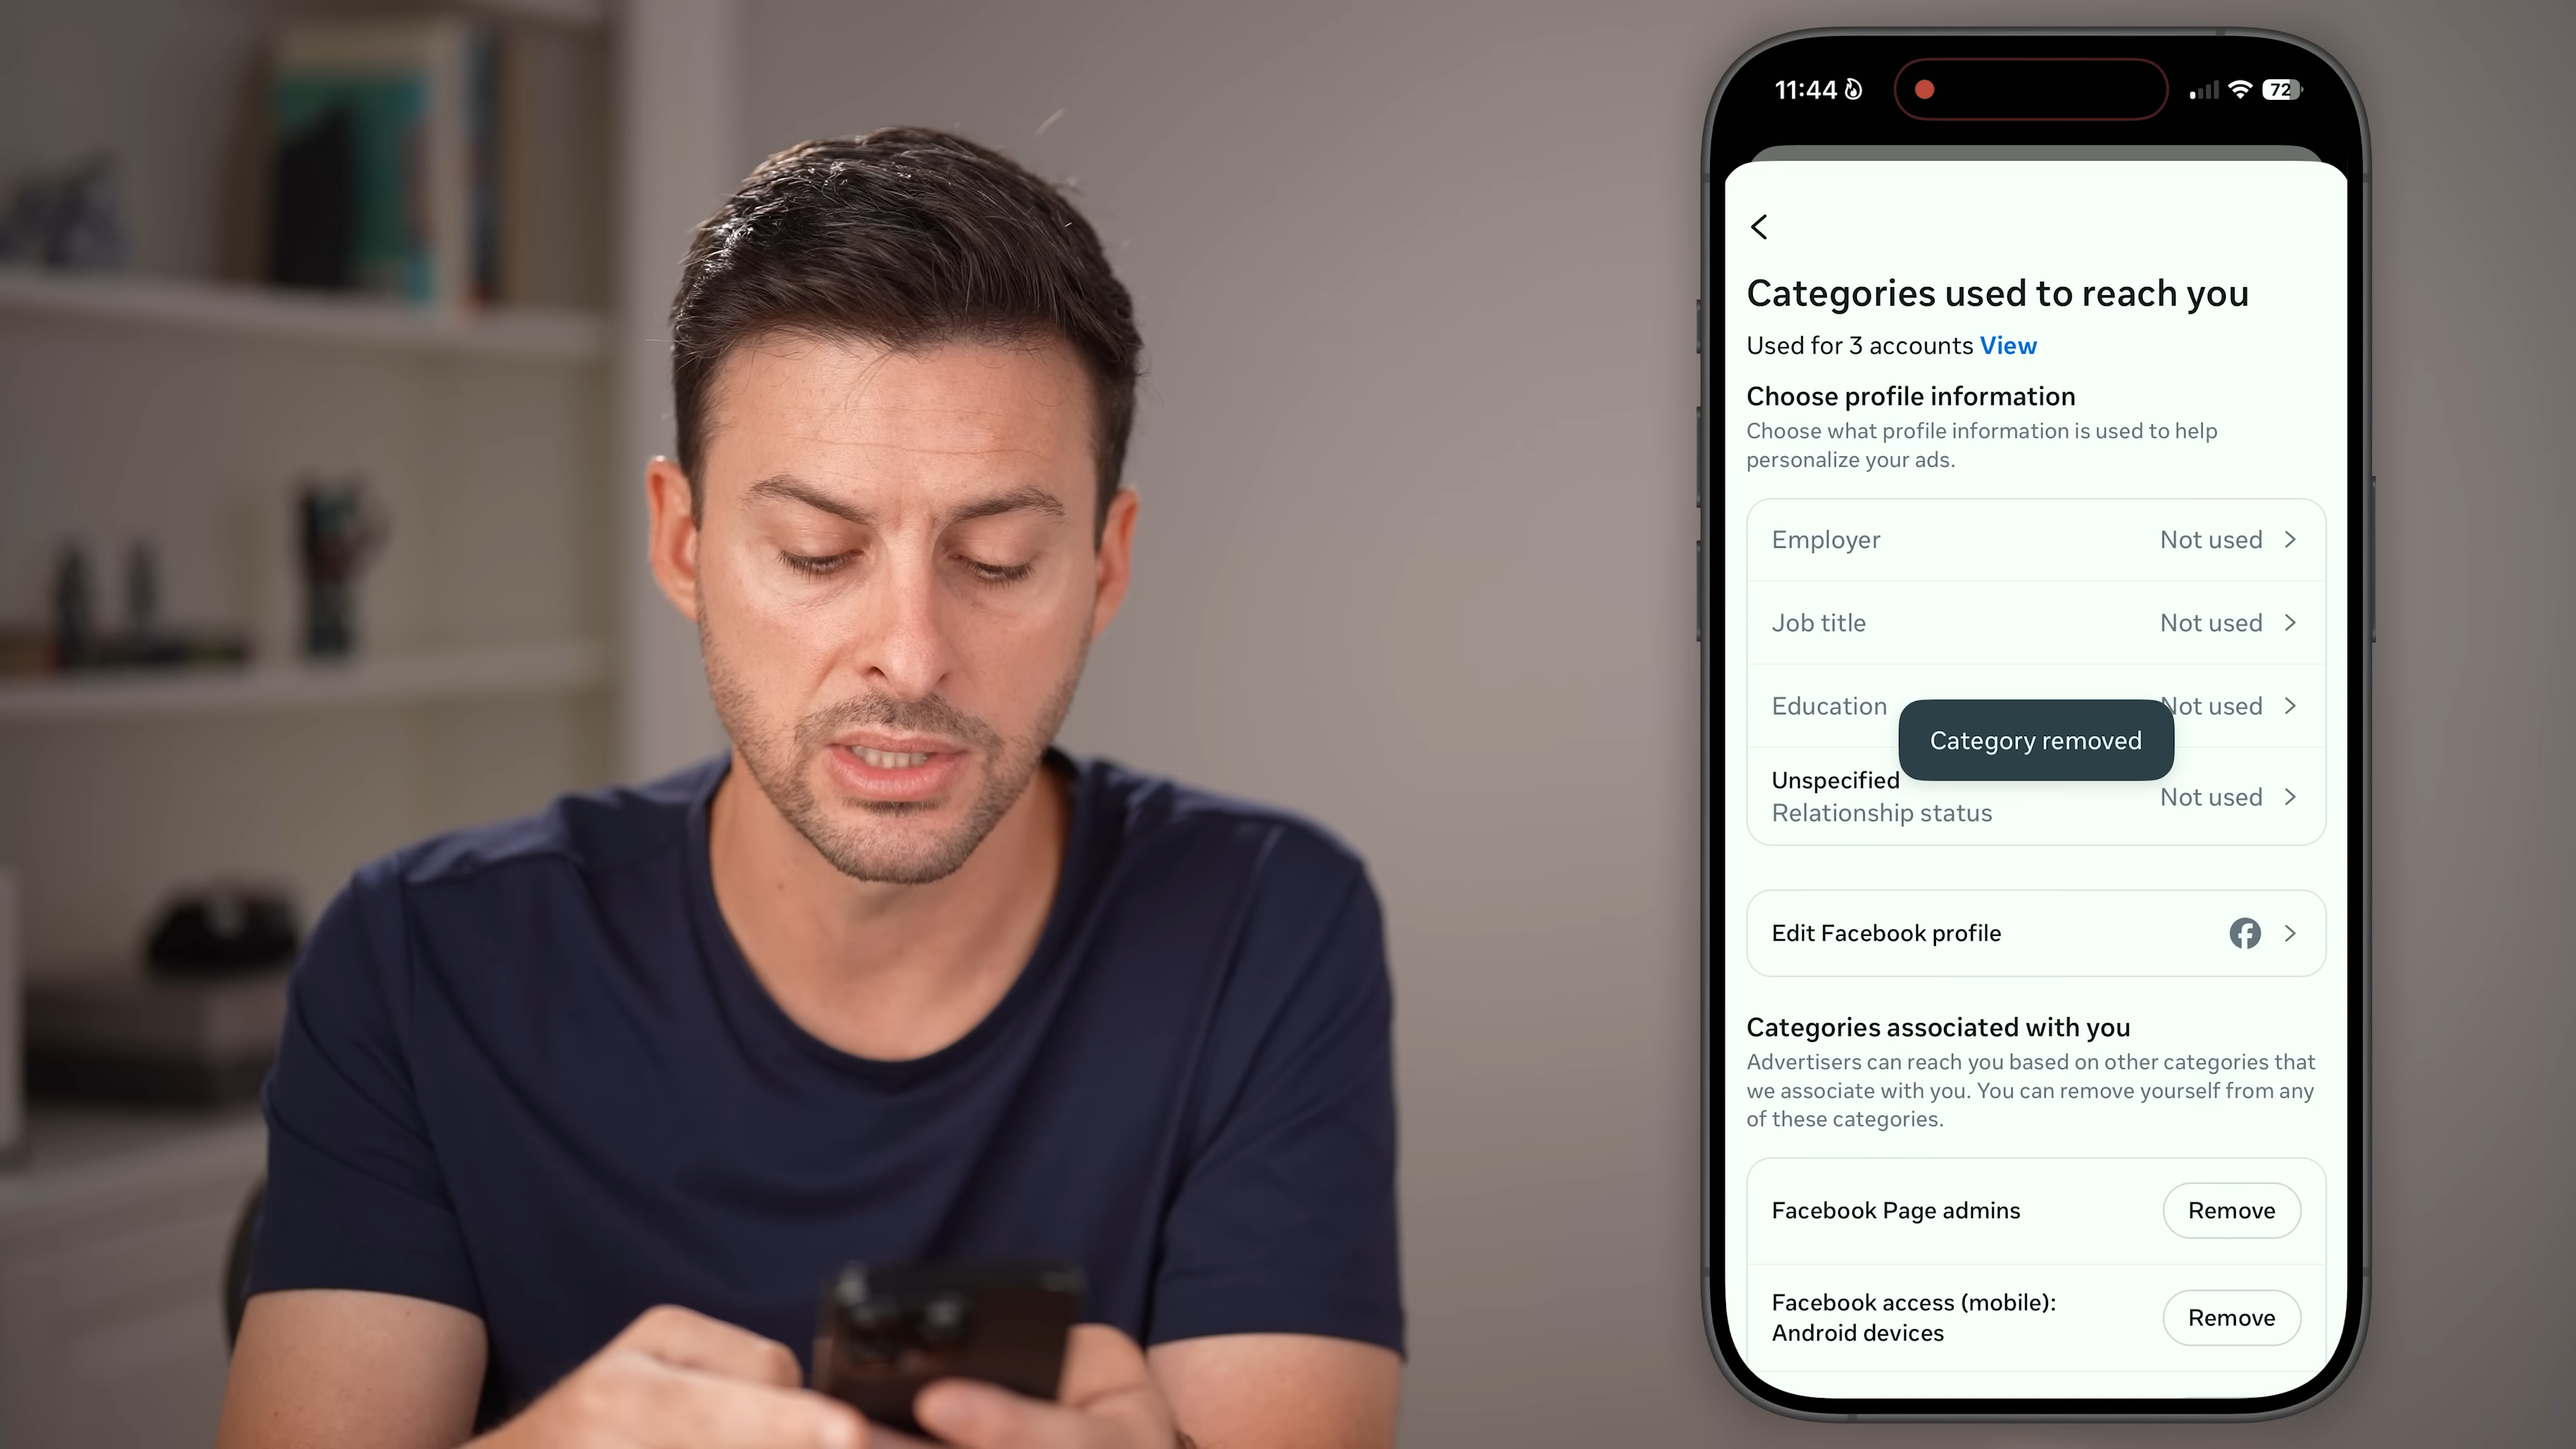 11:44
72
Categories used to reach you
Used for 3 accounts View
Choose profile information
Choose what profile information is used to help
personalize your ads.
Employer Not used
Job title Not used
Education Not used
Category removed
Unspecified
Relationship status Not used
Edit Facebook profile
Categories associated with you
Advertisers can reach you based on other categories that
we associate with you. You can remove yourself from any
of these categories.
Facebook Page admins Remove
Facebook access (mobile):
Android devices Remove